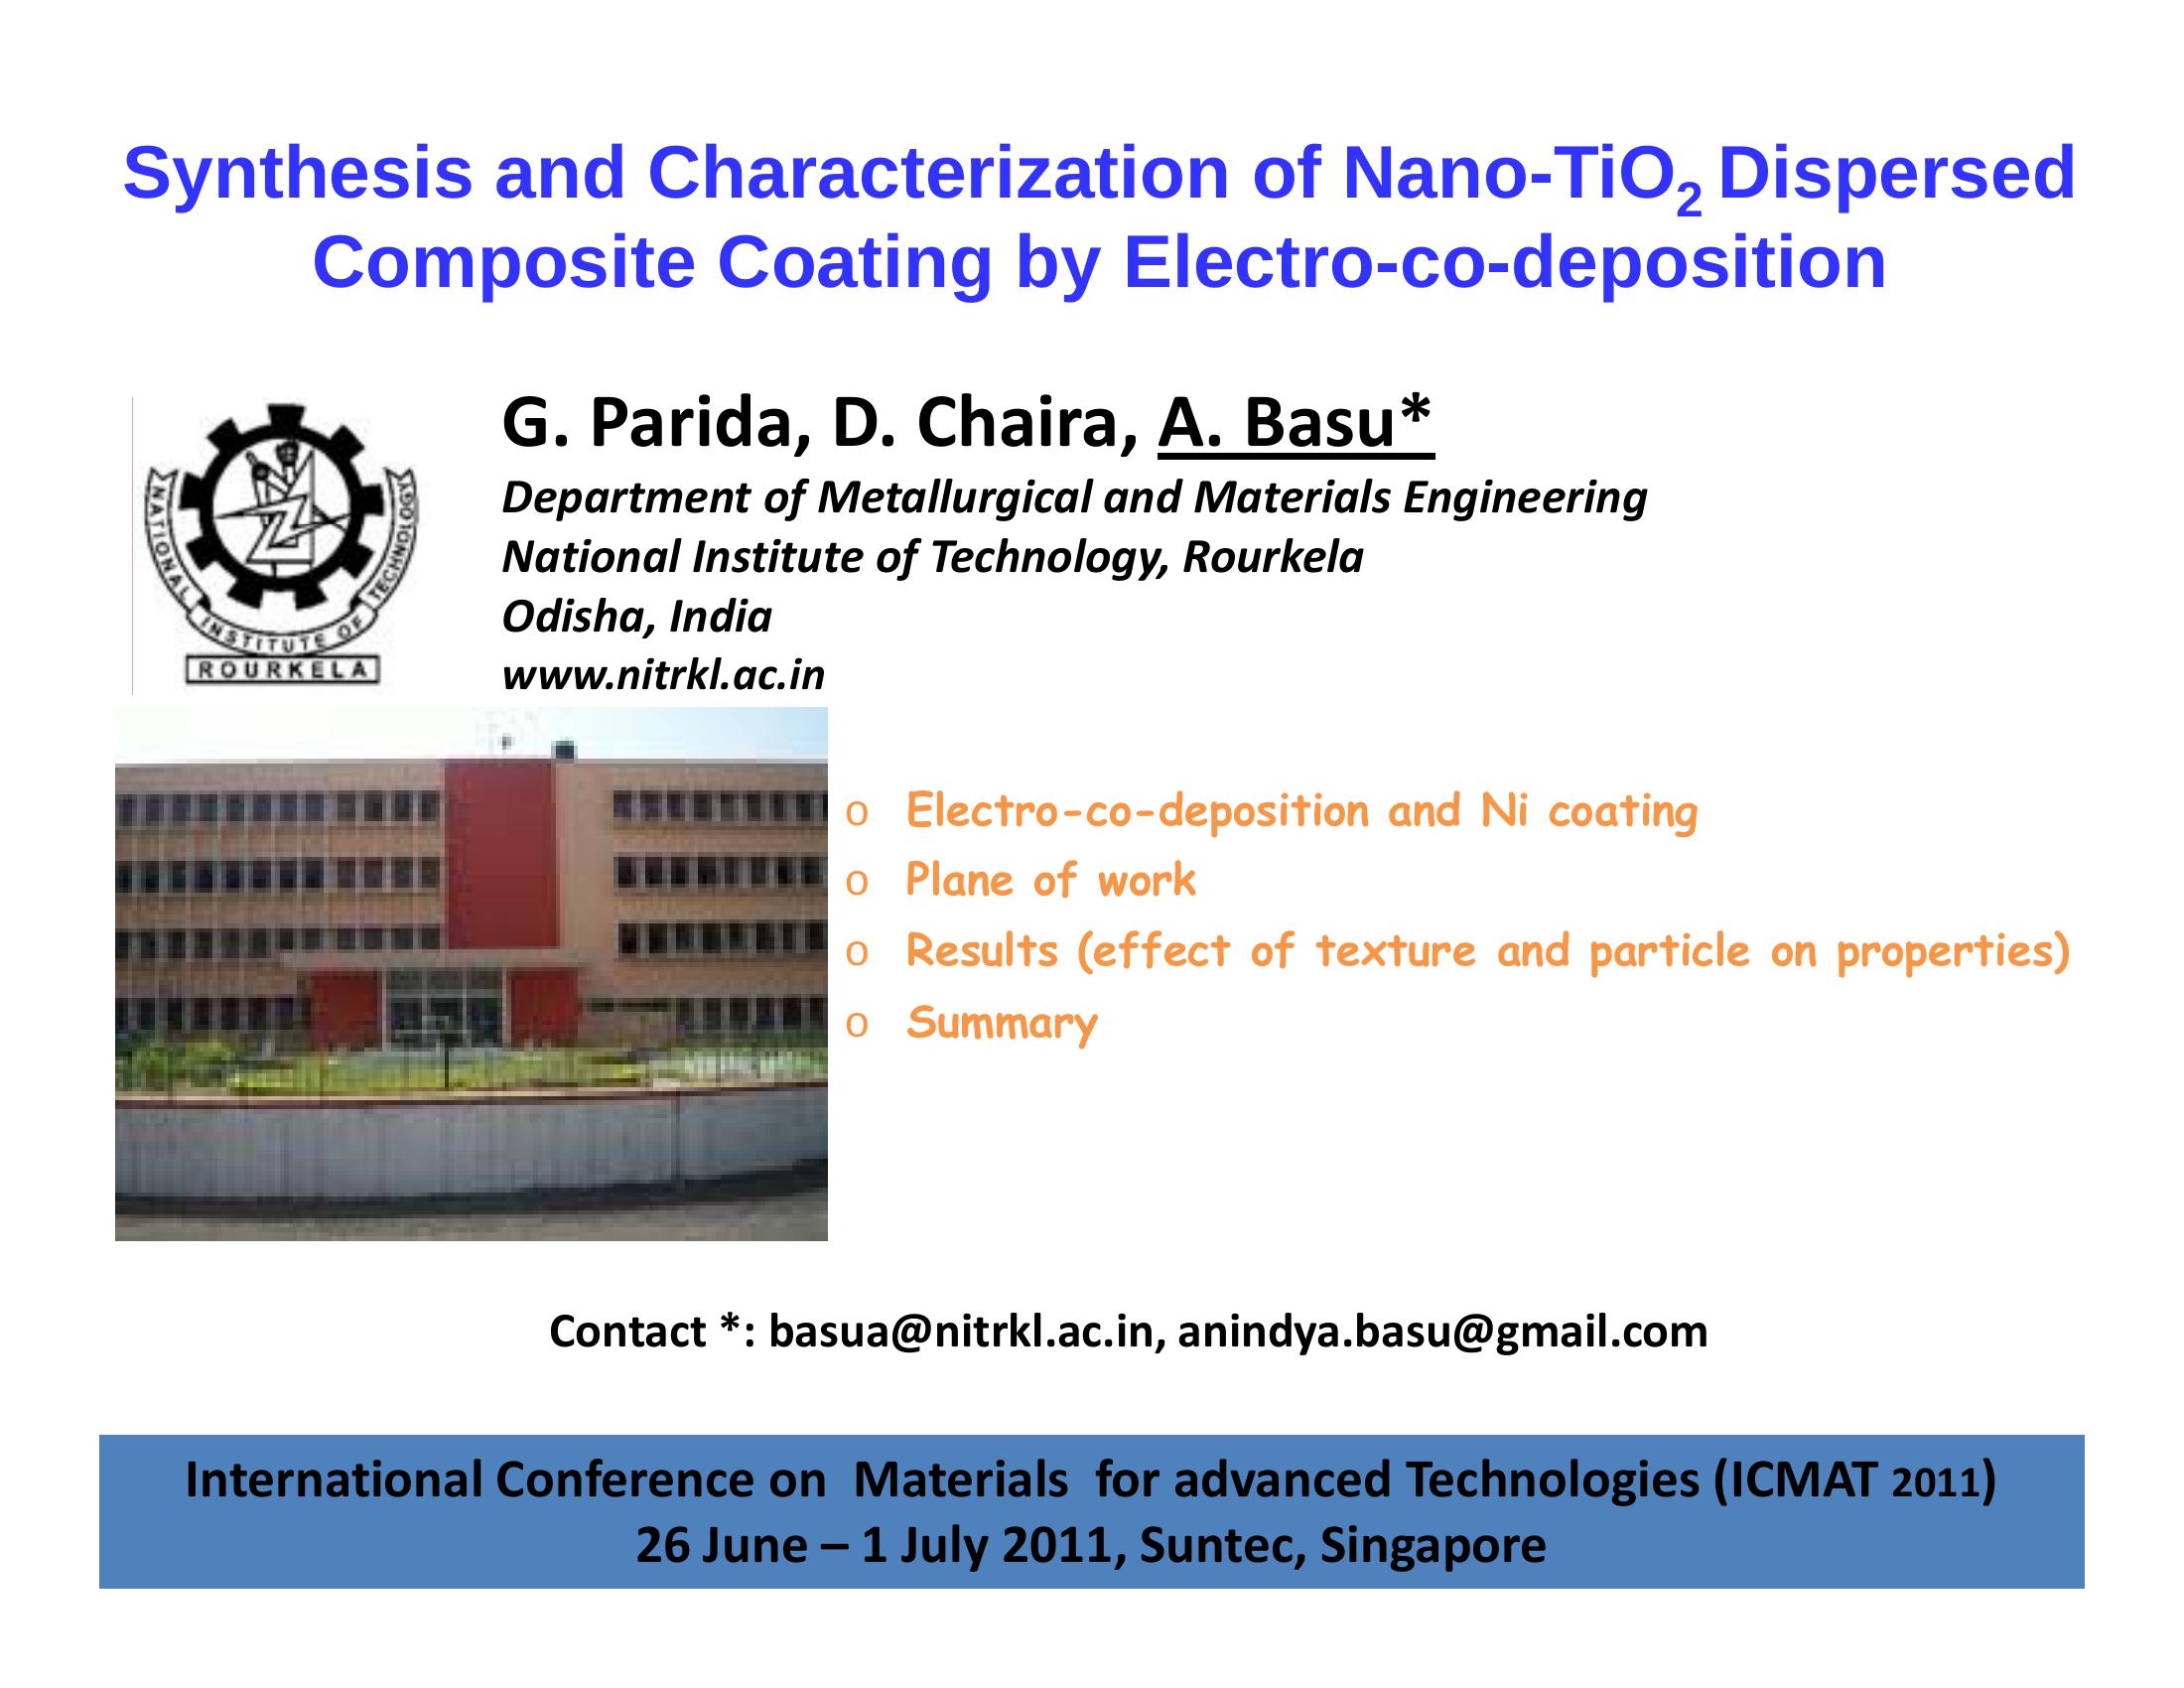 Synthesis and Characterization of Nano-TiO₂ Dispersed
Composite Coating by Electro-co-deposition
G. Parida, D. Chaira, A. Basu*
Department of Metallurgical and Materials Engineering
National Institute of Technology, Rourkela
Odisha, India
www.nitrkl.ac.in
NATIONAL INSTITUTE OF TECHNOLOGY
ROURKELA
o Electro-co-deposition and Ni coating
o Plane of work
o Results (effect of texture and particle on properties)
o Summary
Contact *: basua@nitrkl.ac.in, anindya.basu@gmail.com
International Conference on Materials for advanced Technologies (ICMAT 2011)
26 June – 1 July 2011, Suntec, Singapore